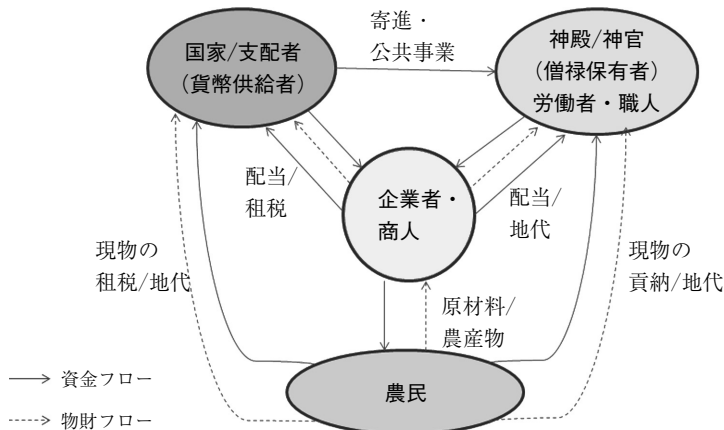 国家/支配者
(貨幣供給者)
寄進・
公共事業
神殿/神官
(僧禄保有者)
労働者・職人
配当/
租税
企業者・
商人
配当/
地代
現物の
租税/地代
原材料/
農産物
現物の
貢納/地代
農民
資金フロー
物財フロー